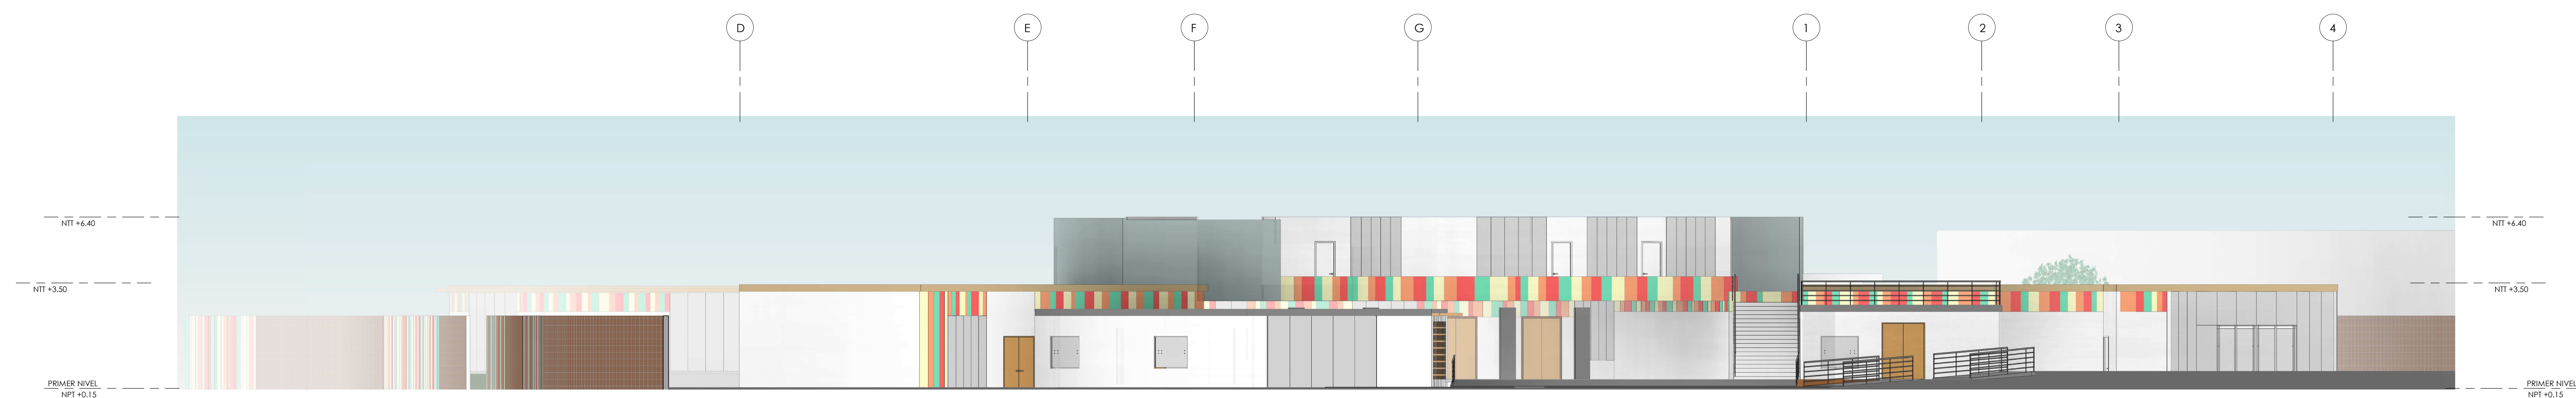 D
E
F
G
1
2
3
4
NTT +6.40
NTT +6.40
NTT +3.50
NTT +3.50
PRIMER NIVEL
NPT +0.15
PRIMER NIVEL
NPT +0.15